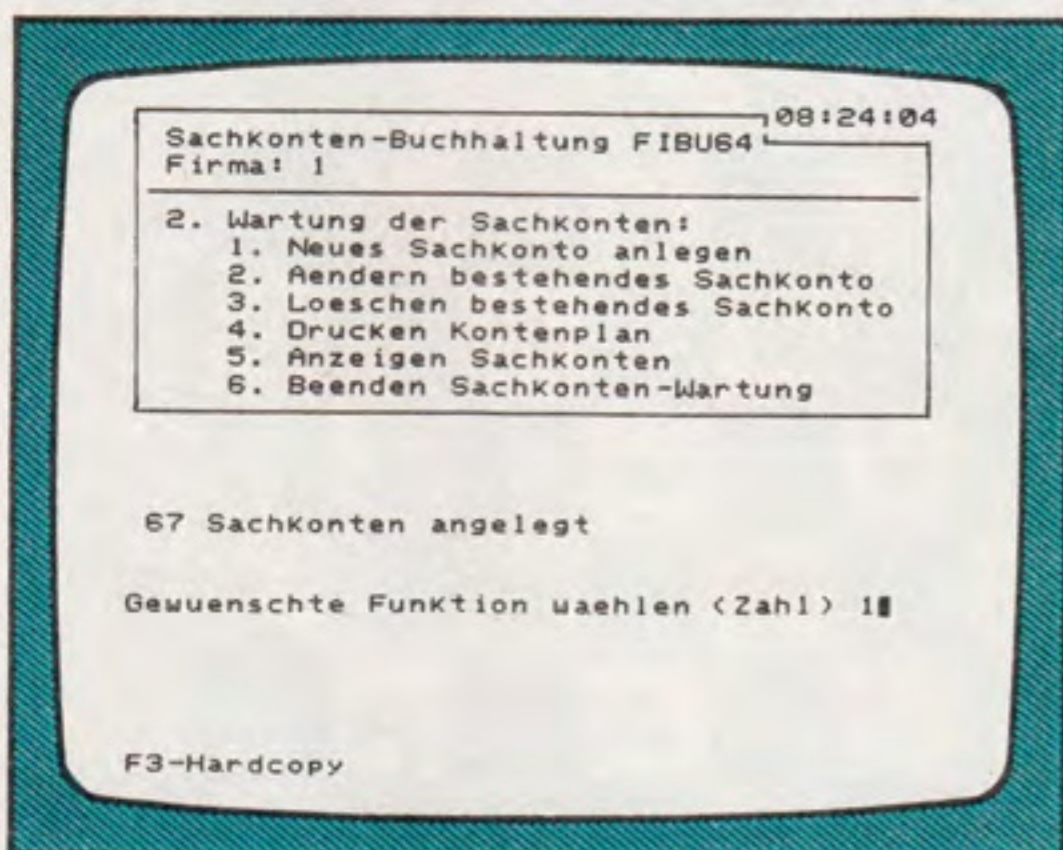 08:24:04
Sachkonten-Buchhaltung FIBU64
Firma: 1
2. Wartung der Sachkonten:
1. Neues Sachkonto anlegen
2. Aendern bestehendes Sachkonto
3. Loeschen bestehendes Sachkonto
4. Drucken Kontenplan
5. Anzeigen Sachkonten
6. Beenden Sachkonten-Wartung
67 Sachkonten angelegt
Gewuenschte Funktion waehlen (Zahl) 1
F3-Hardcopy